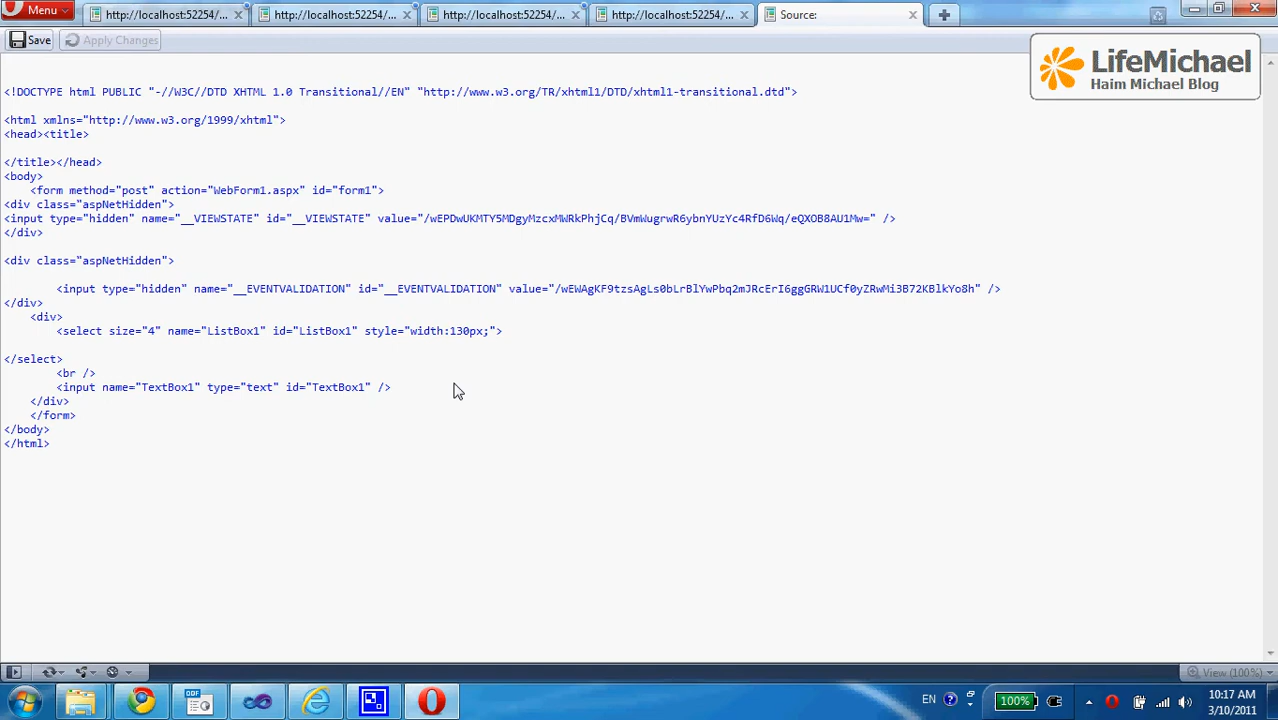 Menu
http://localhost:52254/...
http://localhost:52254/...
http://localhost:52254/...
http://localhost:52254/...
Source:
Save
Apply Changes
LifeMichael
Haim Michael Blog
<!DOCTYPE html PUBLIC "-//W3C//DTD XHTML 1.0 Transitional//EN" "http://www.w3.org/TR/xhtml1/DTD/xhtml1-transitional.dtd">
<html xmlns="http://www.w3.org/1999/xhtml">
<head><title>
</title></head>
<body>
<form method="post" action="WebForm1.aspx" id="form1">
<div class="aspNetHidden">
<input type="hidden" name="__VIEWSTATE" id="__VIEWSTATE" value="/wEPDwUKMTY5MDgyMzcxMWRkPhjCq/BVmWugrwR6ybnYUzYc4RfD6Wq/eQXOB8AU1Mw=" />
</div>
<div class="aspNetHidden">
<input type="hidden" name="__EVENTVALIDATION" id="__EVENTVALIDATION" value="/wEWAgKF9tzsAgLs0bLrBlYwPbq2mJRcErI6ggGRW1UCf0yZRwMi3B72KBlkYo8h" />
</div>
<div>
<select size="4" name="ListBox1" id="ListBox1" style="width:130px;">
</select>
<br />
<input name="TextBox1" type="text" id="TextBox1" />
</div>
</form>
</body>
</html>
View (100%)
EN
100%
10:17 AM
3/10/2011